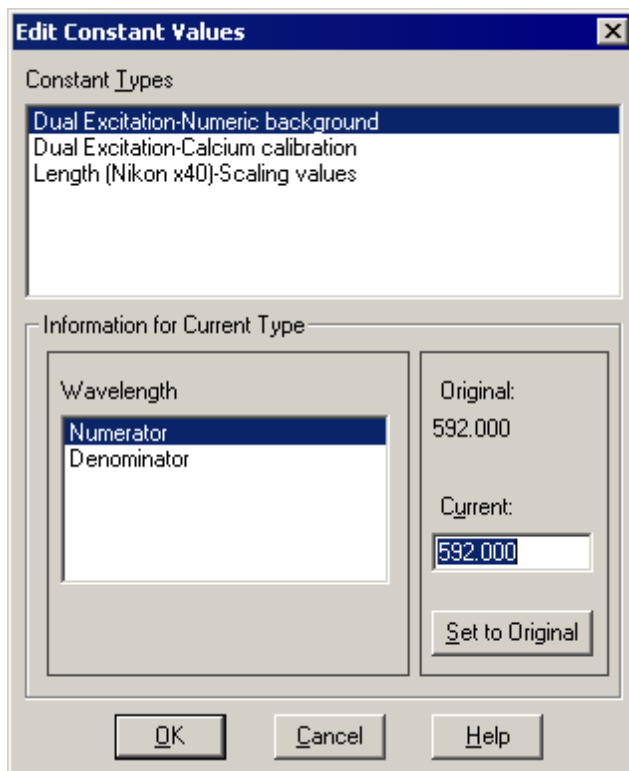 Edit Constant Values
Constant Types
Dual Excitation-Numeric background
Dual Excitation-Calcium calibration
Length (Nikon x40)-Scaling values
Information for Current Type
Wavelength
Numerator
Denominator
Original:
592.000
Current:
592.000
Set to Original
OK Cancel Help